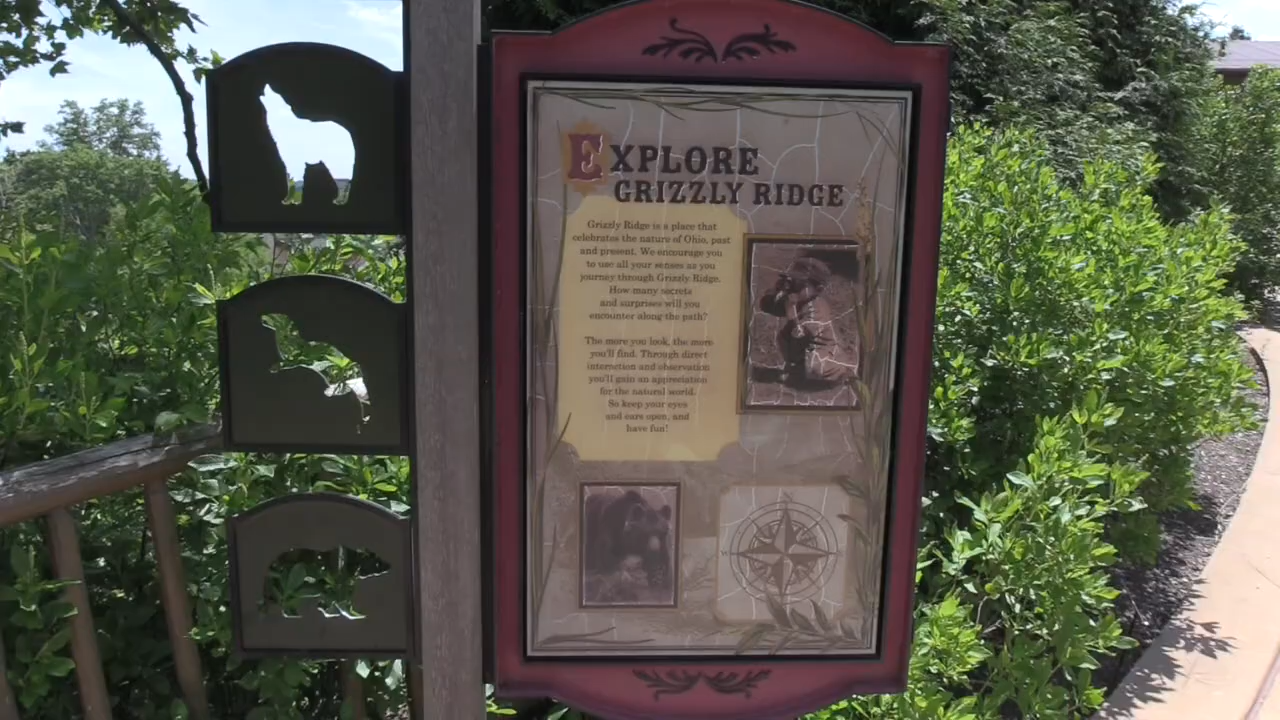 EXPLORE
GRIZZLY RIDGE
Grizzly Ridge is a place that
celebrates the nature of Ohio, past
and present. We encourage you
to use all your senses as you
journey through Grizzly Ridge.
How many secrets
and surprises will you
encounter along the path?
The more you look, the more
you'll find. Through direct
interaction and observation
you'll gain an appreciation
for the natural world.
So keep your eyes
and ears open, and
have fun!